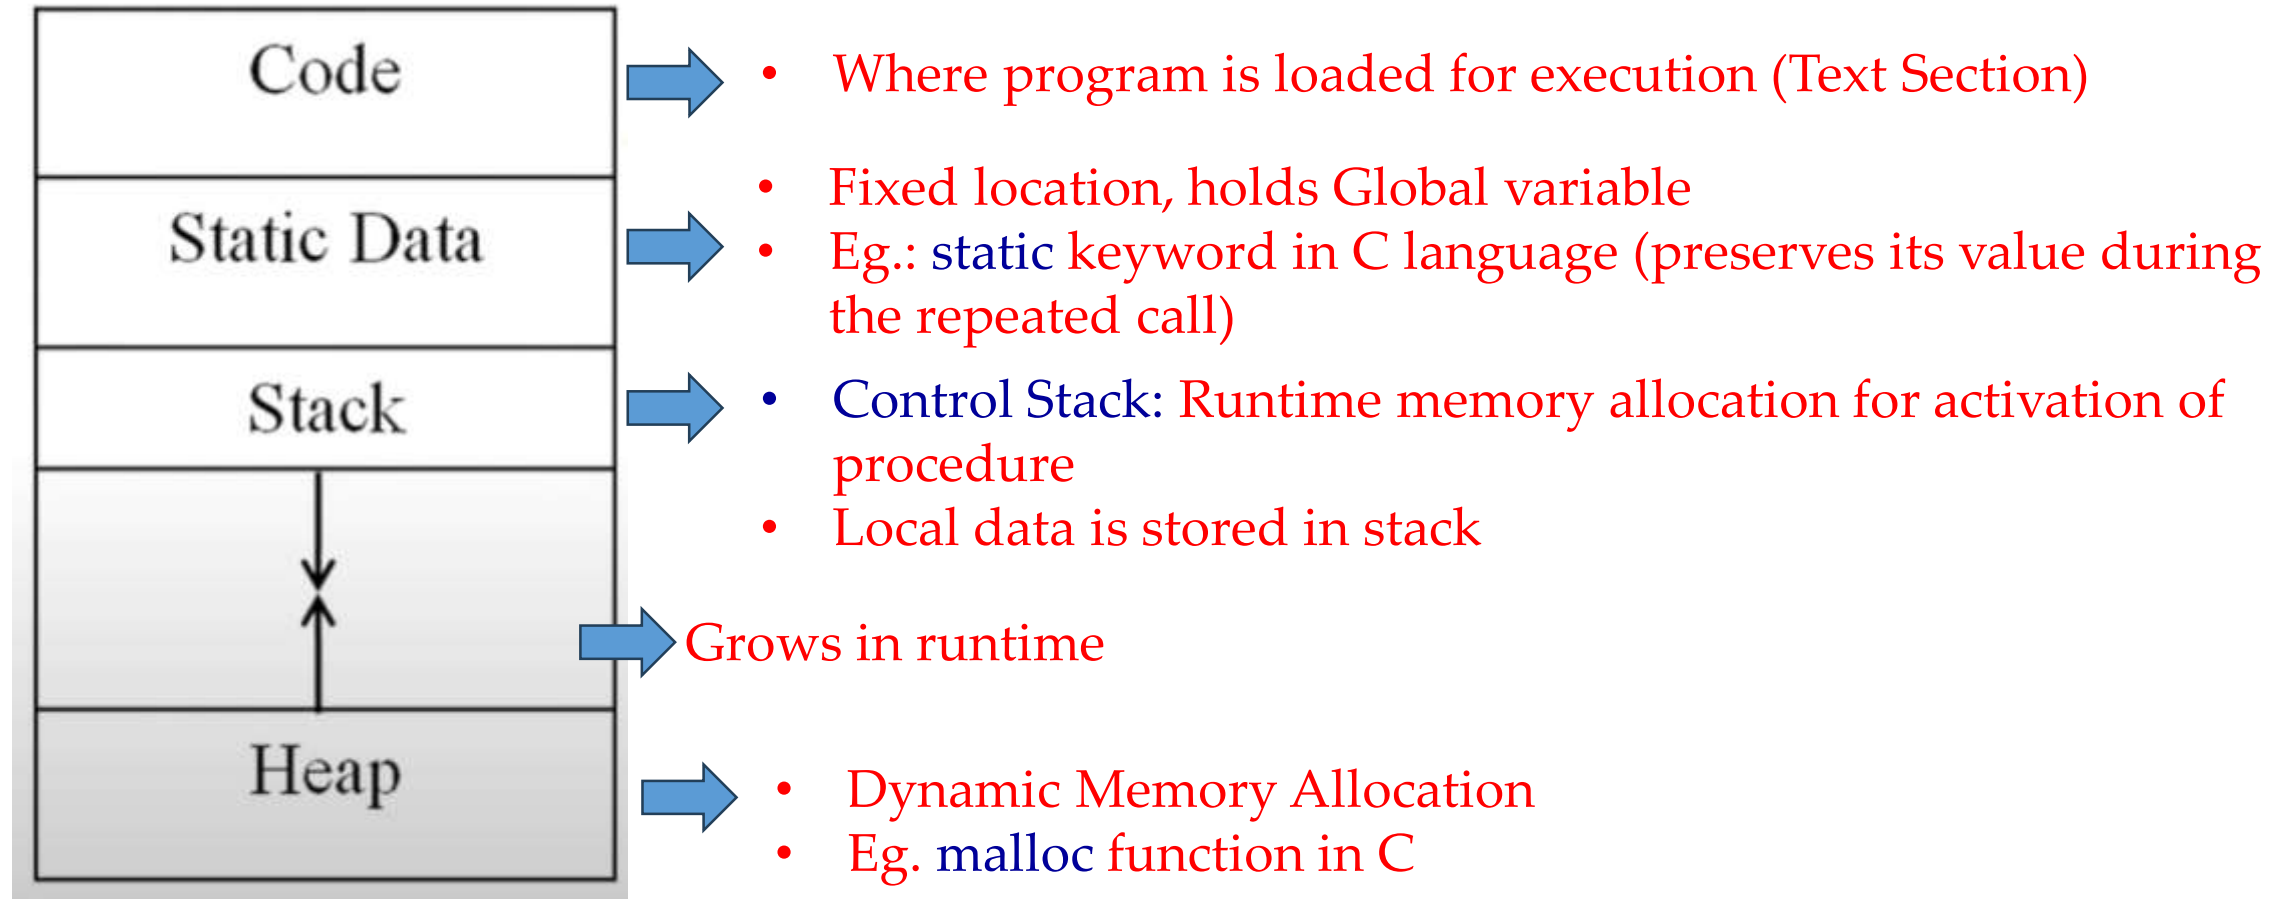 Code
• Where program is loaded for execution (Text Section)
Static Data
• Fixed location, holds Global variable
• Eg.: static keyword in C language (preserves its value during
the repeated call)
Stack
• Control Stack: Runtime memory allocation for activation of
procedure
• Local data is stored in stack
Grows in runtime
Heap
• Dynamic Memory Allocation
• Eg. malloc function in C